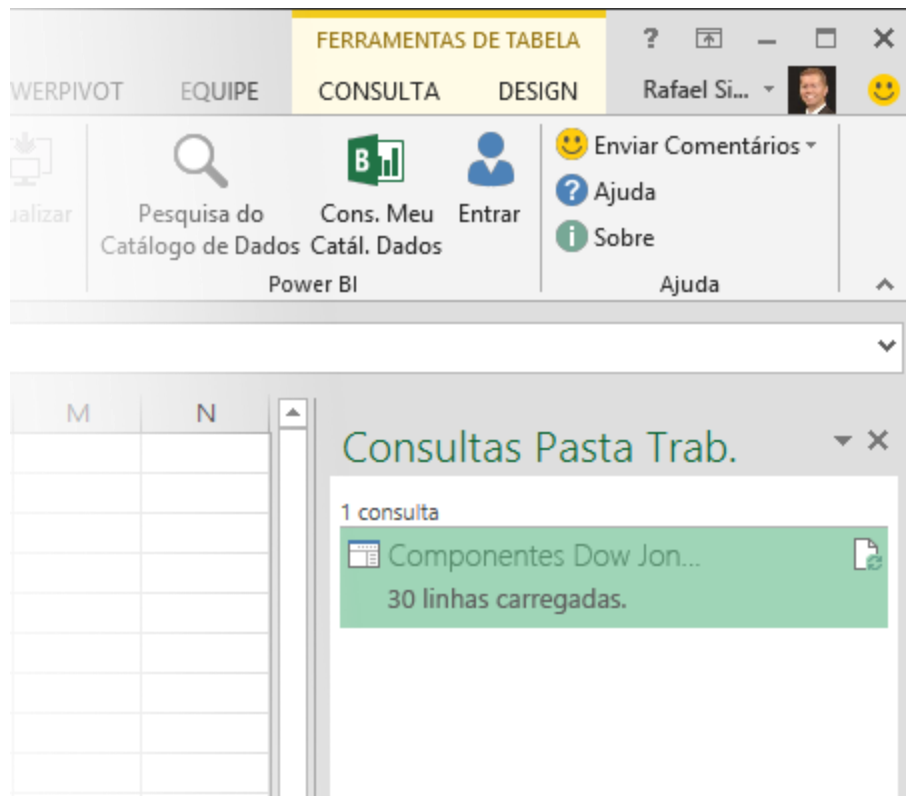 FERRAMENTAS DE TABELA
?
WERPIVOT EQUIPE CONSULTA DESIGN Rafael Si...
ualizar
Pesquisa do
Catálogo de Dados
Cons. Meu
Catál. Dados
Entrar
Power BI
Enviar Comentários
Ajuda
Sobre
Ajuda
M N
Consultas Pasta Trab.
1 consulta
Componentes Dow Jon...
30 linhas carregadas.